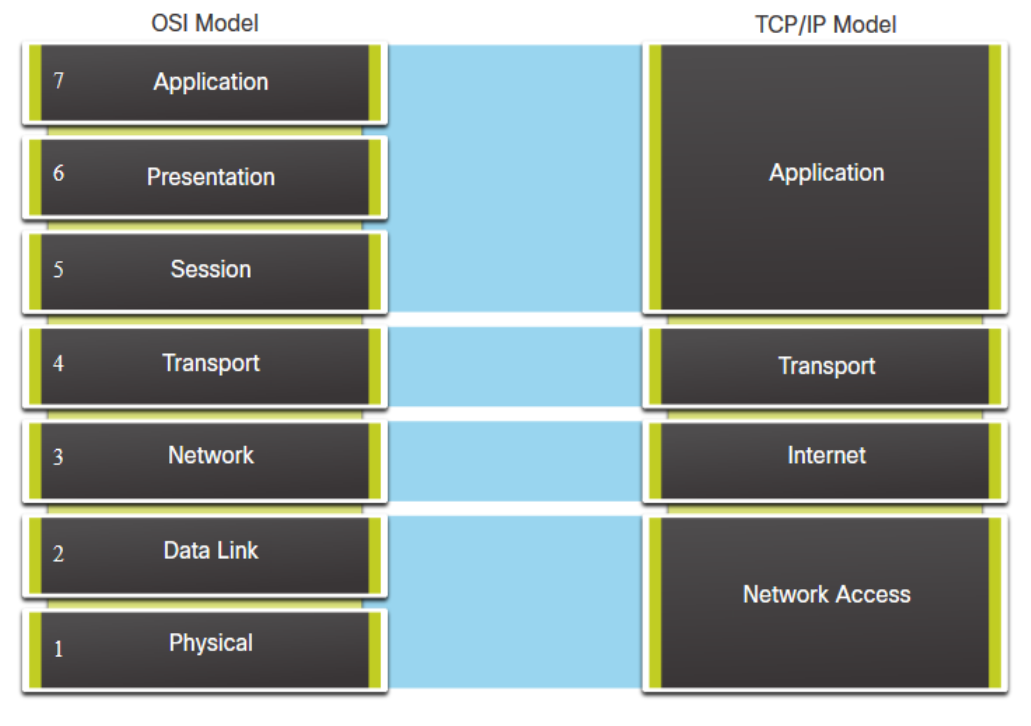 OSI Model
TCP/IP Model
7 Application
6 Presentation
5 Session
4 Transport
3 Network
2 Data Link
1 Physical
Application
Transport
Internet
Network Access